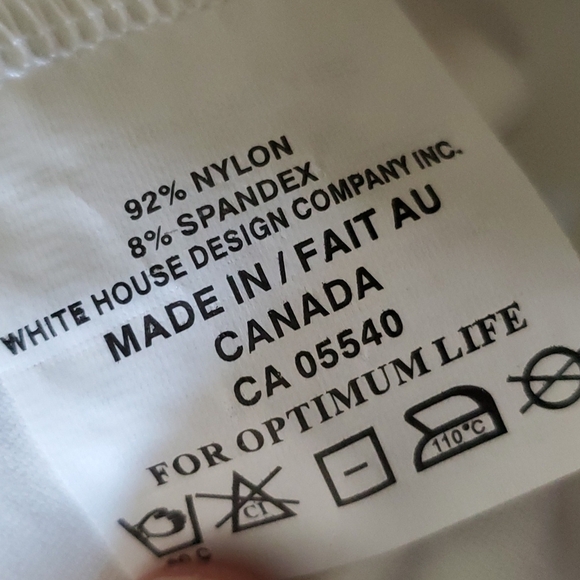 92% NYLON
8% SPANDEX
WHITE HOUSE DESIGN COMPANY INC.
MADE IN / FAIT AU
CANADA
CA 05540
FOR OPTIMUM LIFE
Cl
110°C